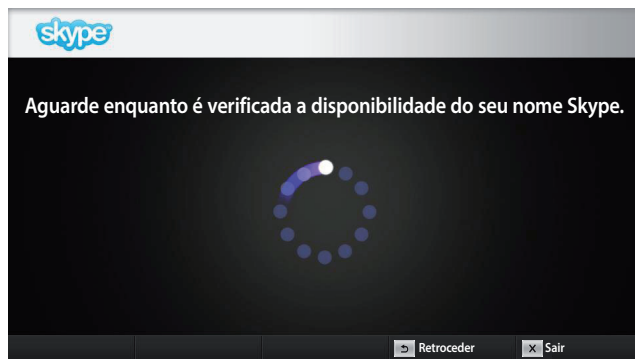 skype
Aguarde enquanto é verificada a disponibilidade do seu nome Skype.
Retroceder
X Sair